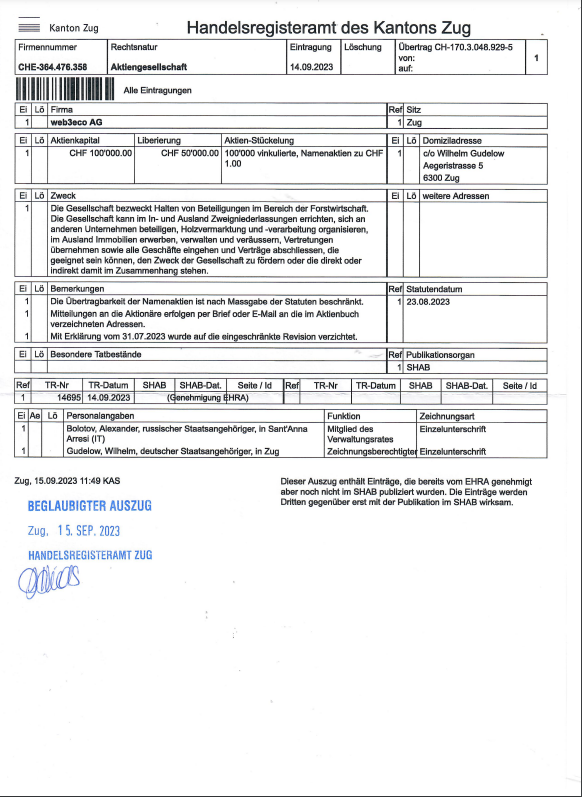 Kanton Zug
Handelsregisteramt des Kantons Zug
Firmennummer Rechtsnatur Eintragung Löschung Übertrag CH-170.3.048.929-5
von:
auf:
CHE-364.476.358 Aktiengesellschaft 14.09.2023 1
Alle Eintragungen
Ei Lö Firma Ref Sitz
1 web3eco AG 1 Zug
Ei Lö Aktienkapital Liberierung Aktien-Stückelung Ei Lö Domiziladresse
1 CHF 100'000.00 CHF 50'000.00 100'000 vinkulierte, Namenaktien zu CHF 1 c/o Wilhelm Gudelow
1.00 Aegeristrasse 5
6300 Zug
Ei Lö Zweck Ei Lö weitere Adressen
1 Die Gesellschaft bezweckt Halten von Beteiligungen im Bereich der Forstwirtschaft.
Die Gesellschaft kann im In- und Ausland Zweigniederlassungen errichten, sich an
anderen Unternehmen beteiligen, Holzvermarktung und -verarbeitung organisieren,
im Ausland Immobilien erwerben, verwalten und veräussern, Vertretungen
übernehmen sowie alle Geschäfte eingehen und Verträge abschliessen, die
geeignet sein können, den Zweck der Gesellschaft zu fördern oder die direkt oder
indirekt damit im Zusammenhang stehen.
Ei Lö Bemerkungen Ref Statutendatum
1 Die Übertragbarkeit der Namenaktien ist nach Massgabe der Statuten beschränkt. 1 23.08.2023
1 Mitteilungen an die Aktionäre erfolgen per Brief oder E-Mail an die im Aktienbuch
verzeichneten Adressen.
1 Mit Erklärung vom 31.07.2023 wurde auf die eingeschränkte Revision verzichtet.
Ei Lö Besondere Tatbestände Ref Publikationsorgan
1 SHAB
Ref TR-Nr TR-Datum SHAB SHAB-Dat. Seite / Id Ref TR-Nr TR-Datum SHAB SHAB-Dat. Seite / Id
1 14695 14.09.2023 (Genehmigung EHRA)
Ei Ae Lö Personalangaben Funktion Zeichnungsart
1 Bolotov, Alexander, russischer Staatsangehöriger, in Sant'Anna Mitglied des Einzelunterschrift
Arresi (IT) Verwaltungsrates
1 Gudelow, Wilhelm, deutscher Staatsangehöriger, in Zug Zeichnungsberechtigter Einzelunterschrift
Zug, 15.09.2023 11:49 KAS Dieser Auszug enthält Einträge, die bereits vom EHRA genehmigt
aber noch nicht im SHAB publiziert wurden. Die Einträge werden
Dritten gegenüber erst mit der Publikation im SHAB wirksam.
BEGLAUBIGTER AUSZUG
Zug, 15. SEP. 2023
HANDELSREGISTERAMT ZUG